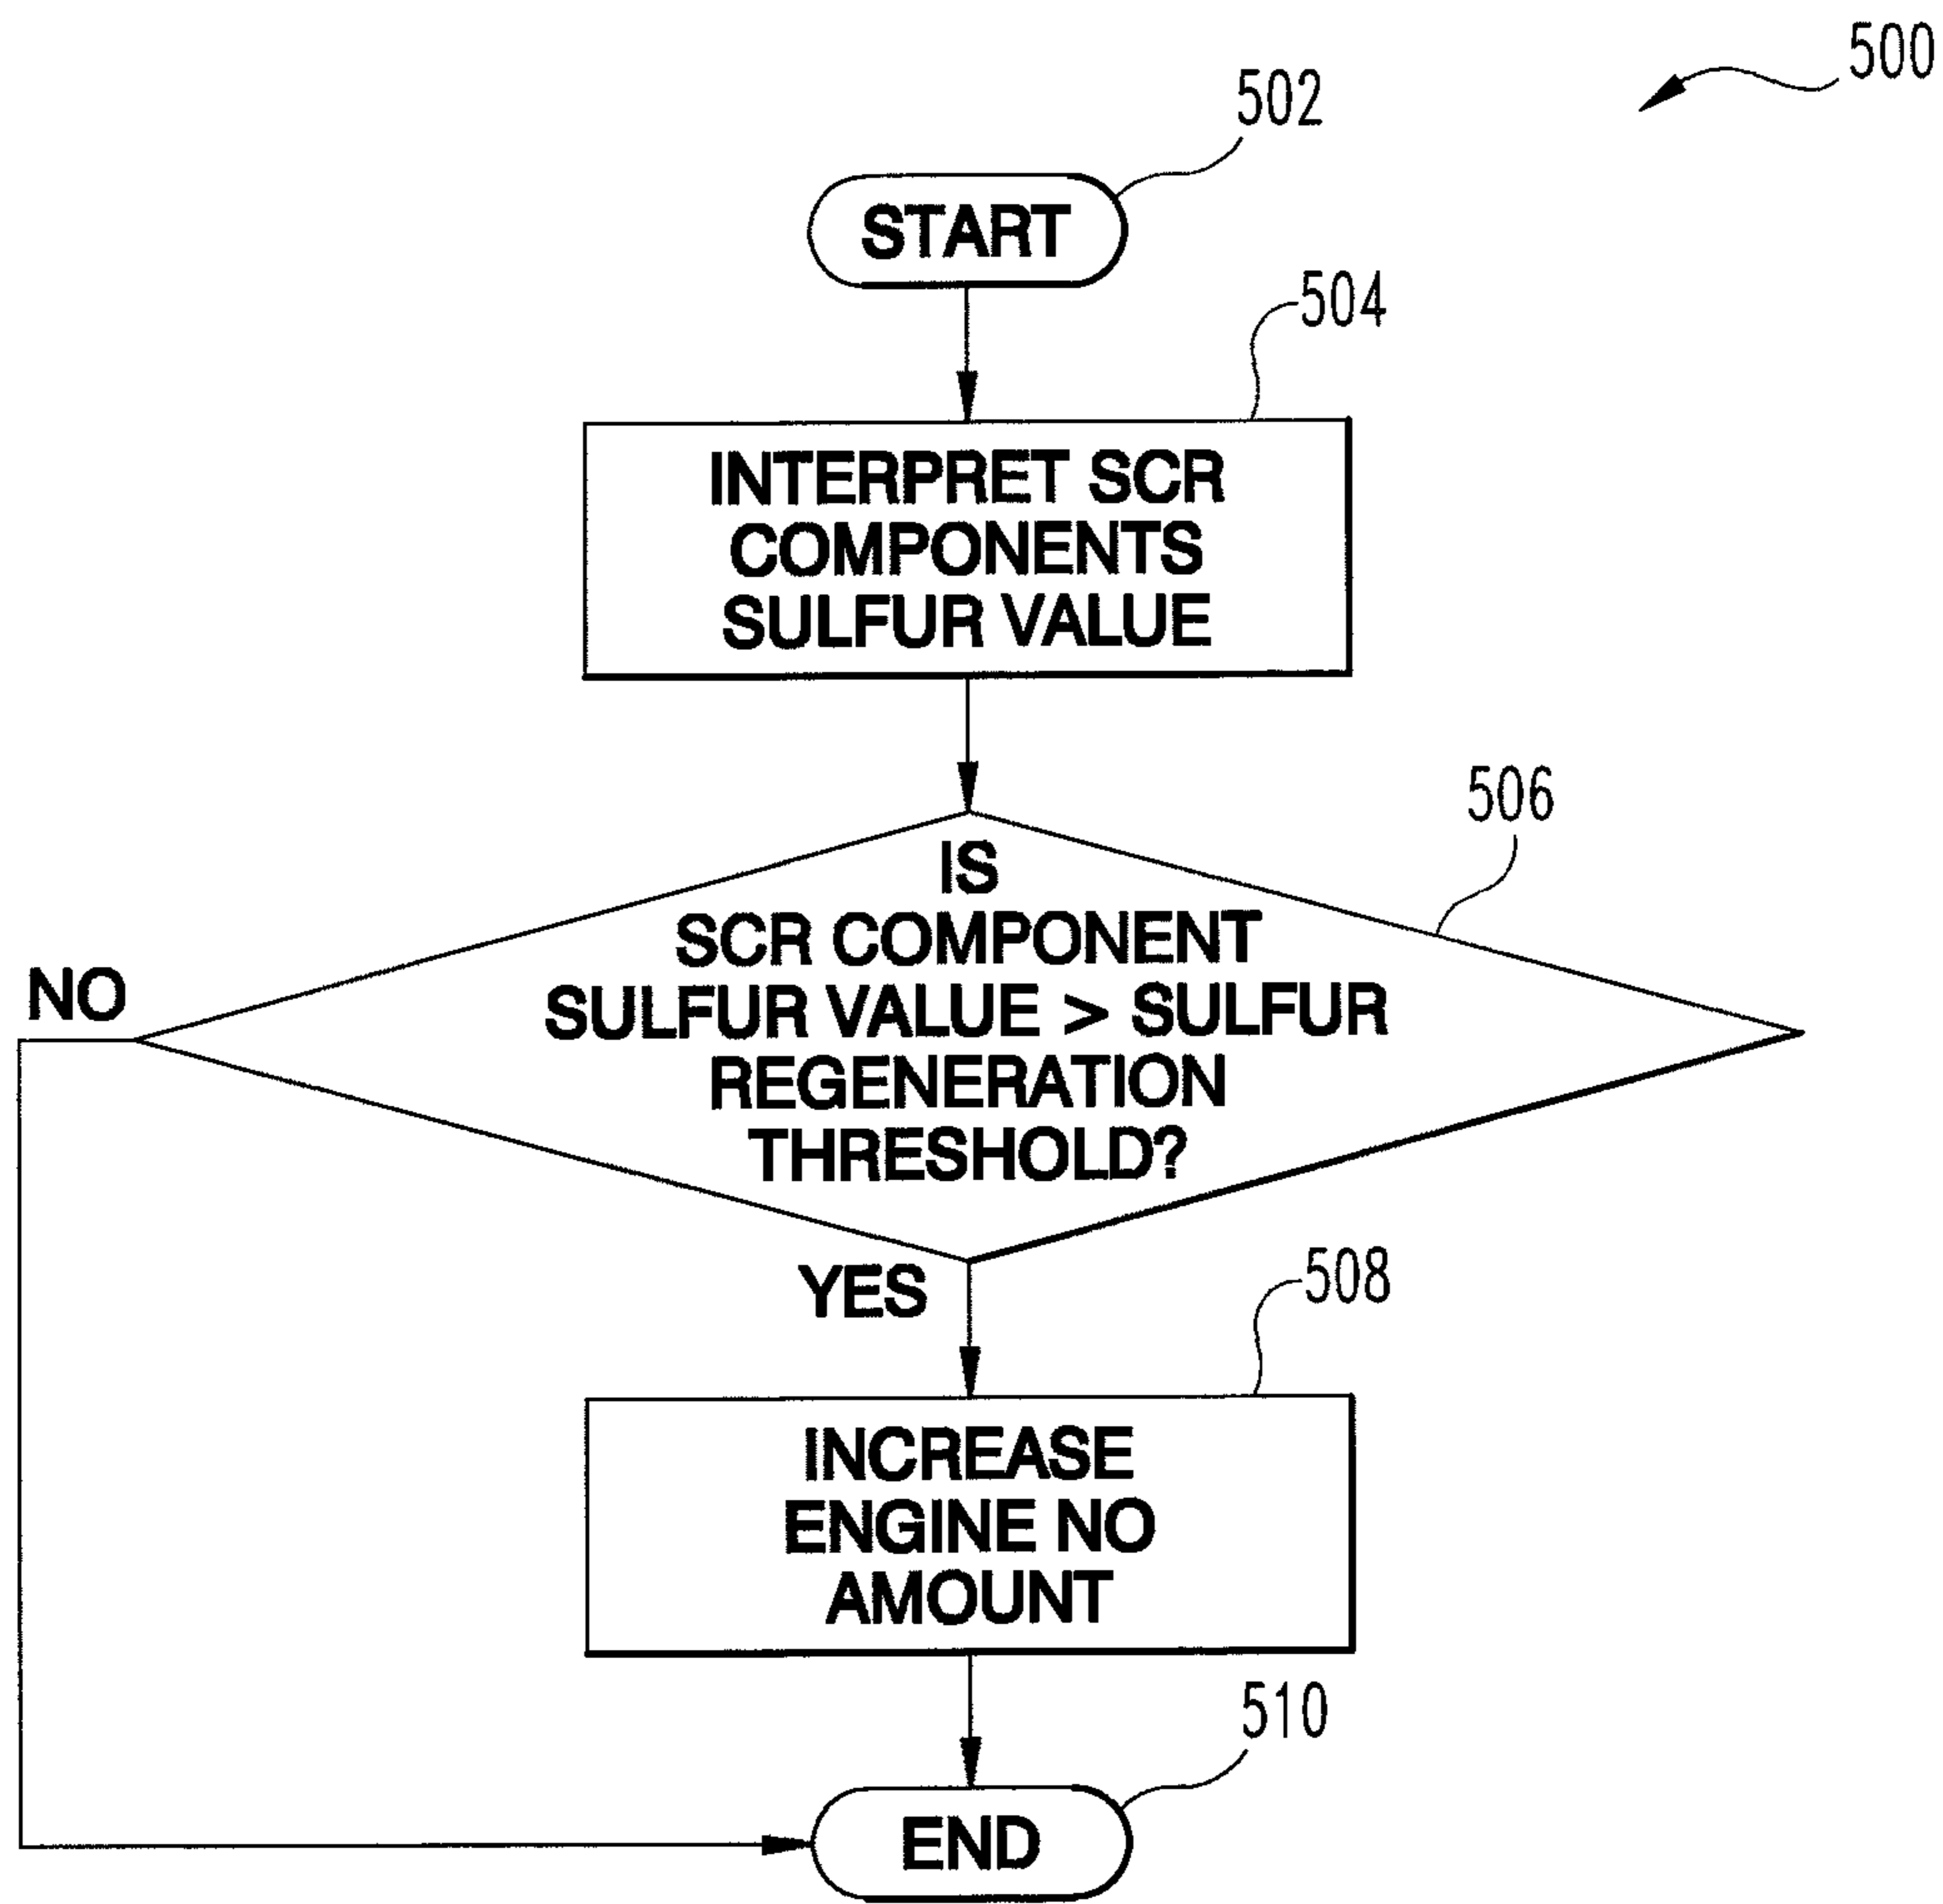 500
502
START
504
INTERPRET SCR
COMPONENTS
SULFUR VALUE
506
IS
SCR COMPONENT
SULFUR VALUE > SULFUR
REGENERATION
THRESHOLD?
NO
YES
508
INCREASE
ENGINE NO
AMOUNT
510
END